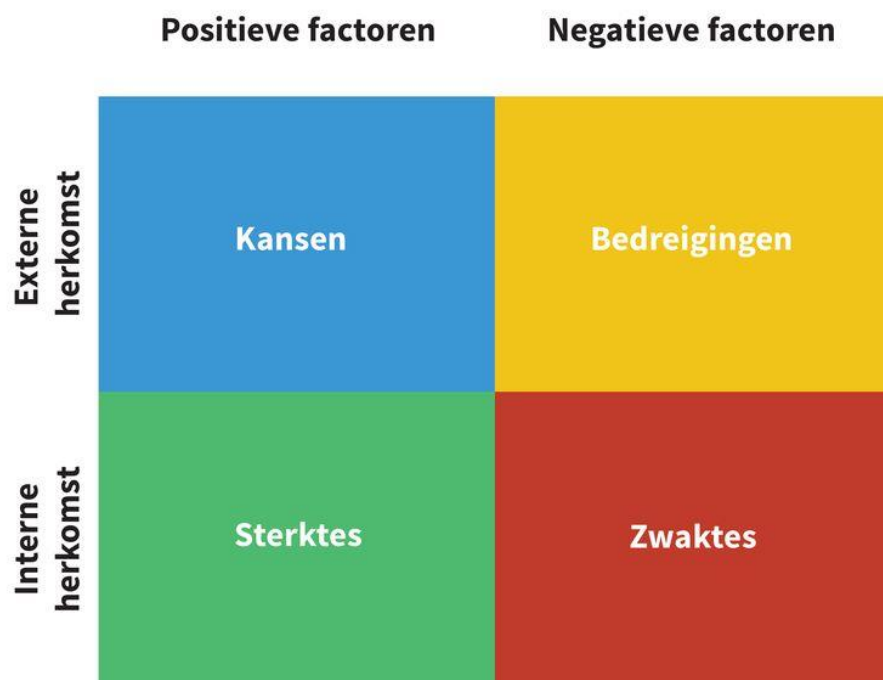 Positieve factoren
Negatieve factoren
Externe
herkomst
Kansen
Bedreigingen
Interne
herkomst
Sterktes
Zwaktes